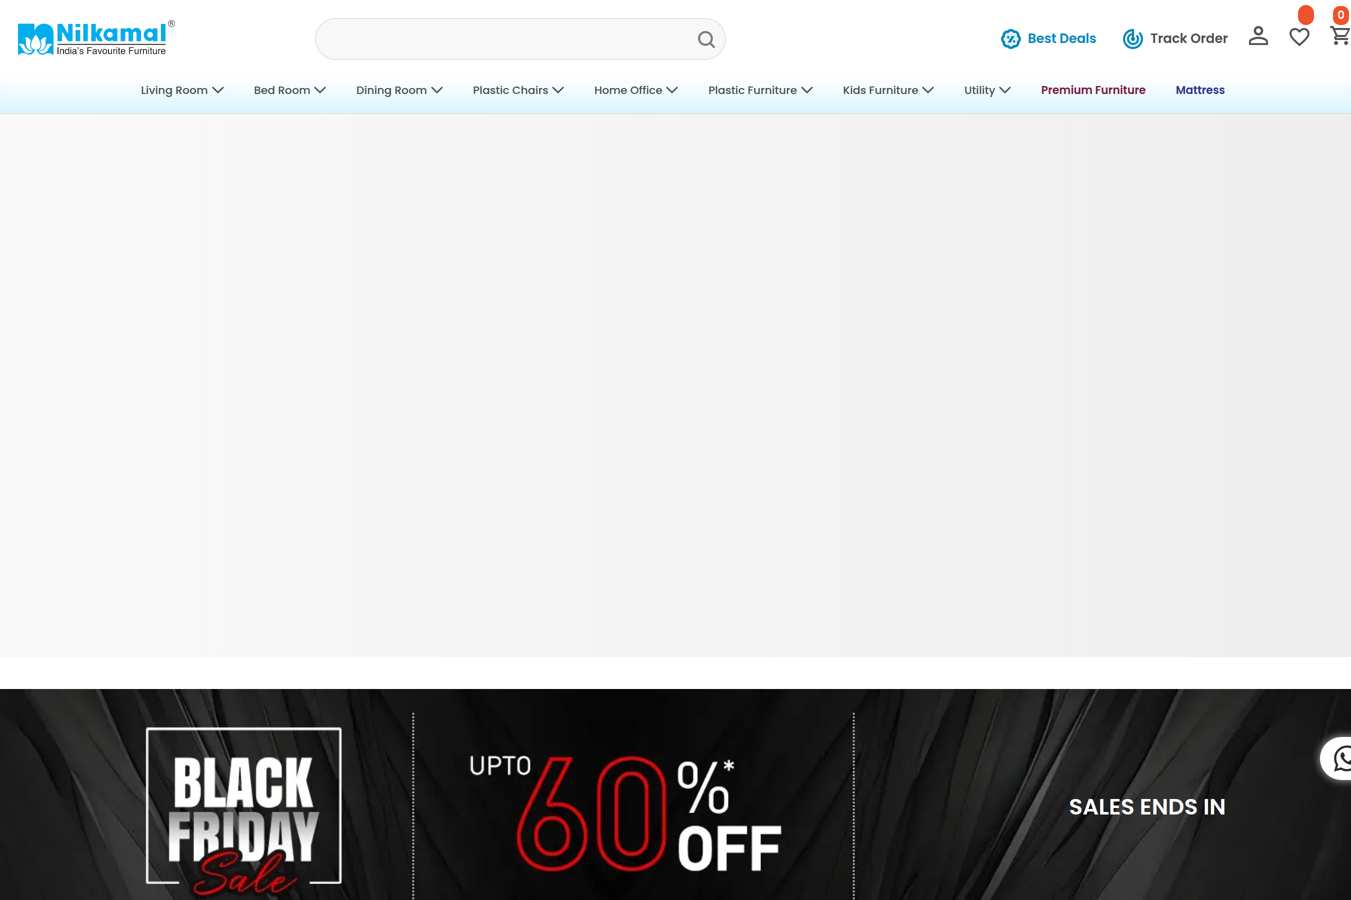 Nilkamal®
India's Favourite Furniture
Best Deals
Track Order
0
Living Room
Bed Room
Dining Room
Plastic Chairs
Home Office
Plastic Furniture
Kids Furniture
Utility
Premium Furniture
Mattress
BLACK
FRIDAY
Sale
UPTO 60%*
OFF
SALES ENDS IN